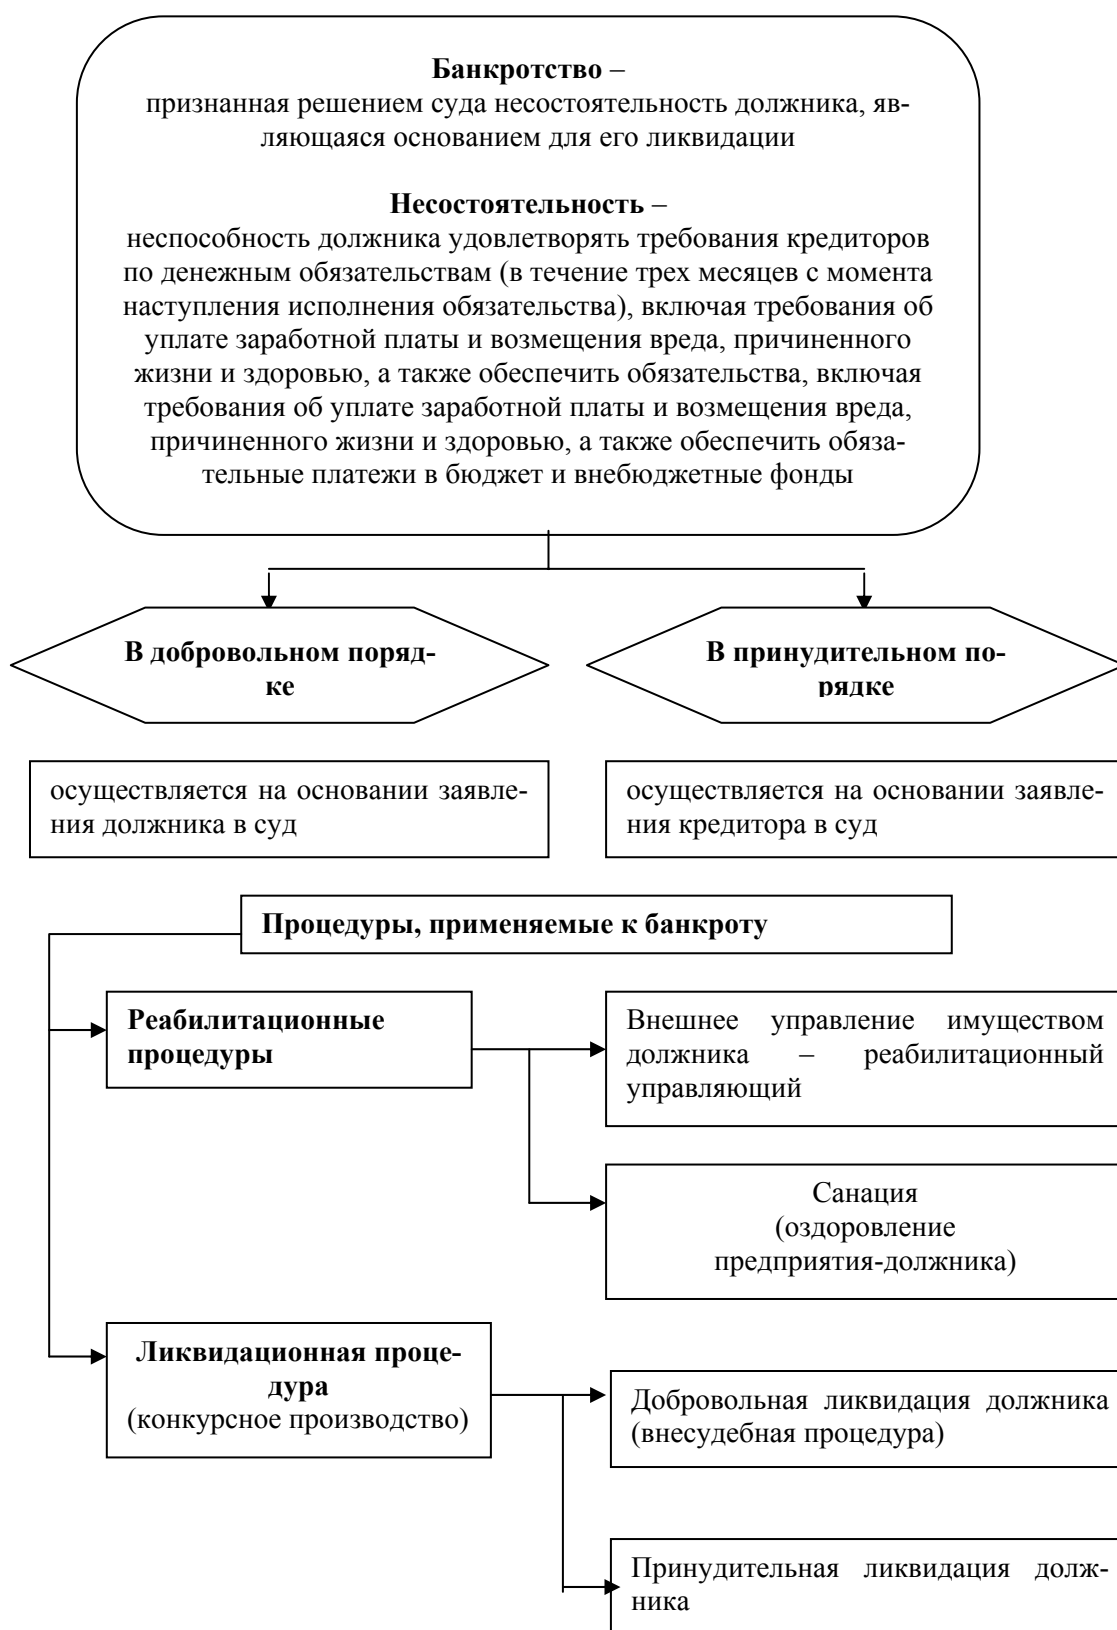 Банкротство –
признанная решением суда несостоятельность должника, яв-
ляющаяся основанием для его ликвидации
Несостоятельность –
неспособность должника удовлетворять требования кредиторов
по денежным обязательствам (в течение трех месяцев с момента
наступления исполнения обязательства), включая требования об
уплате заработной платы и возмещения вреда, причиненного
жизни и здоровью, а также обеспечить обязательства, включая
требования об уплате заработной платы и возмещения вреда,
причиненного жизни и здоровью, а также обеспечить обяза-
тельные платежи в бюджет и внебюджетные фонды
В добровольном поряд-
ке
В принудительном по-
рядке
осуществляется на основании заявле-
ния должника в суд
осуществляется на основании заявле-
ния кредитора в суд
Процедуры, применяемые к банкроту
Реабилитационные
процедуры
Внешнее управление имуществом
должника – реабилитационный
управляющий
Санация
(оздоровление
предприятия-должника)
Ликвидационная проце-
дура
(конкурсное производство)
Добровольная ликвидация должника
(внесудебная процедура)
Принудительная ликвидация долж-
ника